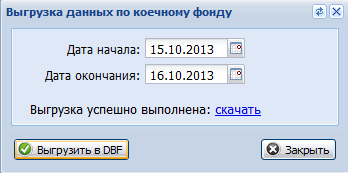 Выгрузка данных по коечному фонду
Дата начала: 15.10.2013
Дата окончания: 16.10.2013
Выгрузка успешно выполнена: скачать
Выгрузить в DBF Закрыть